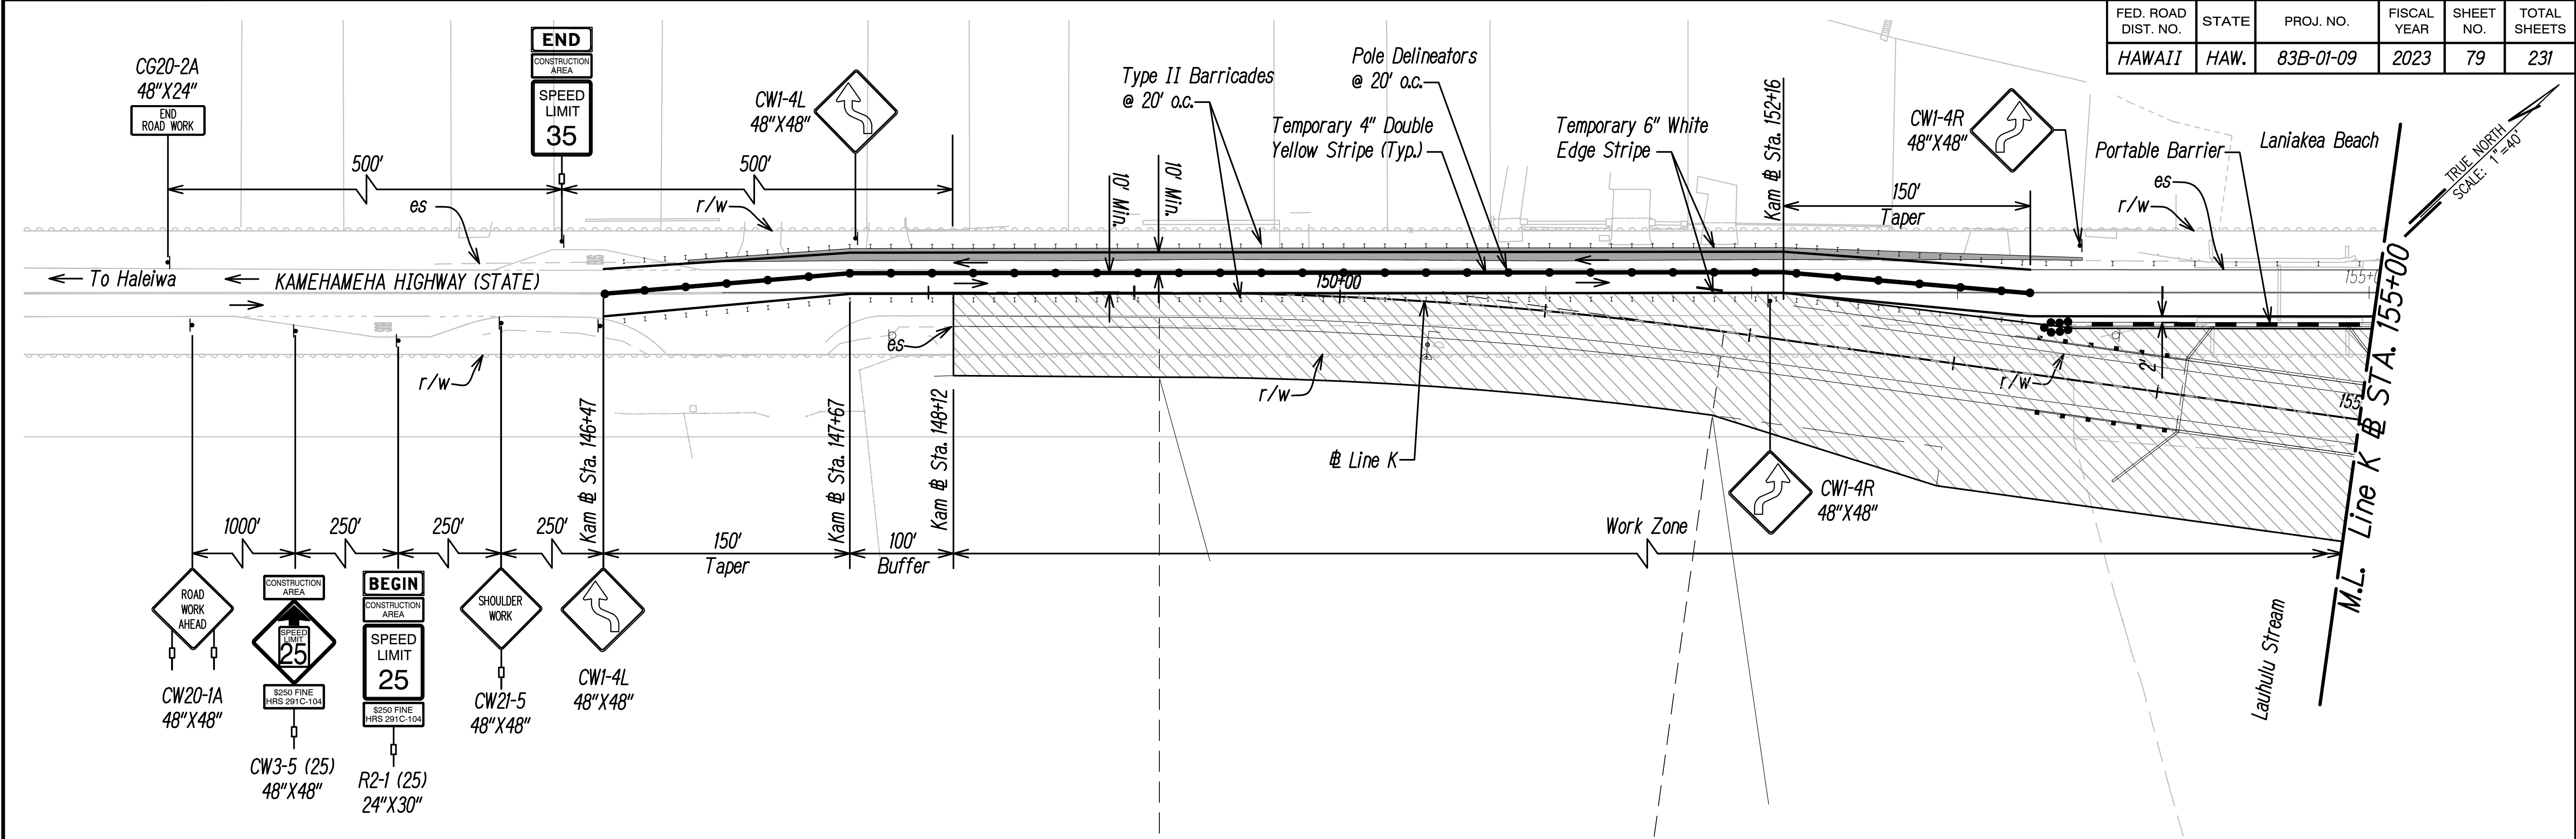 FED. ROAD DIST. NO.
STATE
PROJ. NO.
FISCAL YEAR
SHEET NO.
TOTAL SHEETS
HAWAII
HAW.
83B-01-09
2023
79
231
CG20-2A
48"X24"
END
ROAD WORK
END
CONSTRUCTION
AREA
SPEED
LIMIT
35
CW1-4L
48"X48"
Type II Barricades
@ 20' o.c.
Pole Delineators
@ 20' o.c.
Temporary 4" Double
Yellow Stripe (Typ.)
Temporary 6" White
Edge Stripe
Kam BL Sta. 152+16
CW1-4R
48"X48"
Portable Barrier
Laniakea Beach
TRUE NORTH
SCALE: 1"=40'
500'
500'
es
r/w
10' Min.
10' Min.
150'
Taper
es
r/w
To Haleiwa
KAMEHAMEHA HIGHWAY (STATE)
150+00
r/w
es
r/w
r/w
2'
155
M.L. Line K BL STA. 155+00
BL Line K
Kam BL Sta. 146+47
Kam BL Sta. 147+67
Kam BL Sta. 148+12
CW1-4R
48"X48"
1000'
250'
250'
250'
150'
Taper
100'
Buffer
Work Zone
ROAD
WORK
AHEAD
CW20-1A
48"X48"
CONSTRUCTION
AREA
SPEED
LIMIT
25
$250 FINE
HRS 291C-104
CW3-5 (25)
48"X48"
BEGIN
CONSTRUCTION
AREA
SPEED
LIMIT
25
$250 FINE
HRS 291C-104
R2-1 (25)
24"X30"
SHOULDER
WORK
CW21-5
48"X48"
CW1-4L
48"X48"
Lauhulu Stream